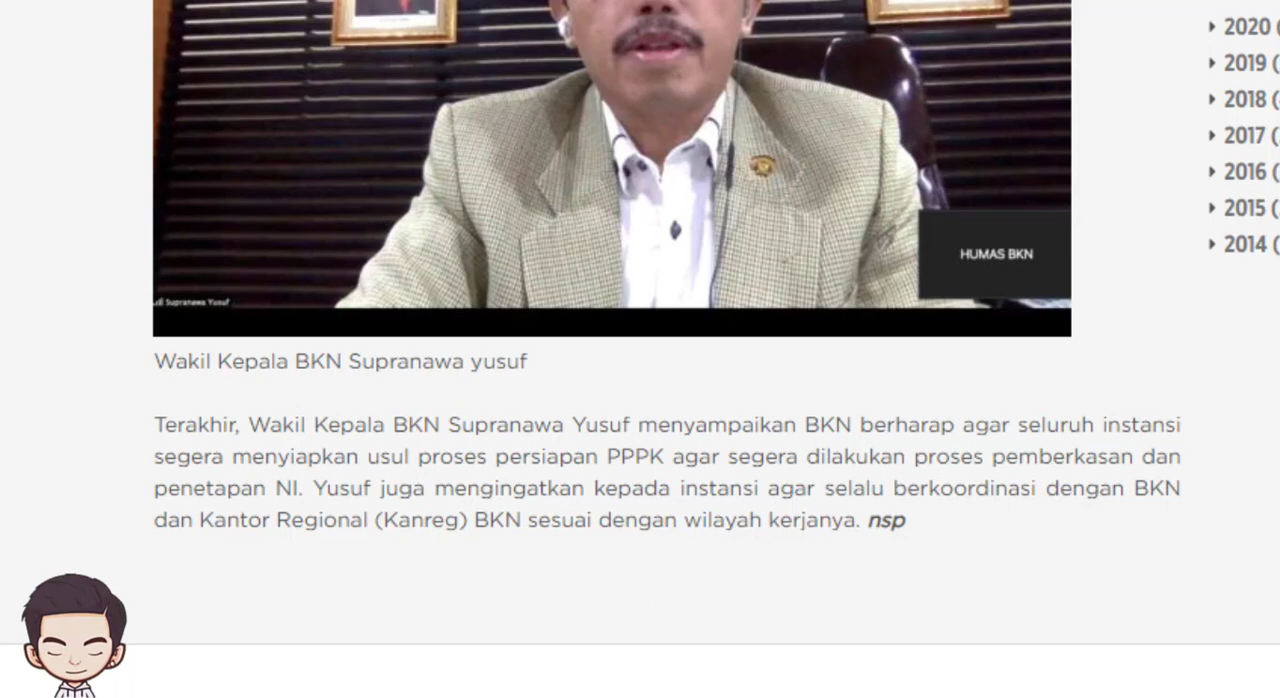 2020 (
2019 (
2018 (
2017 (
2016 (
2015 (
2014 (
HUMAS BKN
Supranawa Yusuf
Wakil Kepala BKN Supranawa yusuf
Terakhir, Wakil Kepala BKN Supranawa Yusuf menyampaikan BKN berharap agar seluruh instansi
segera menyiapkan usul proses persiapan PPPK agar segera dilakukan proses pemberkasan dan
penetapan NI. Yusuf juga mengingatkan kepada instansi agar selalu berkoordinasi dengan BKN
dan Kantor Regional (Kanreg) BKN sesuai dengan wilayah kerjanya. nsp